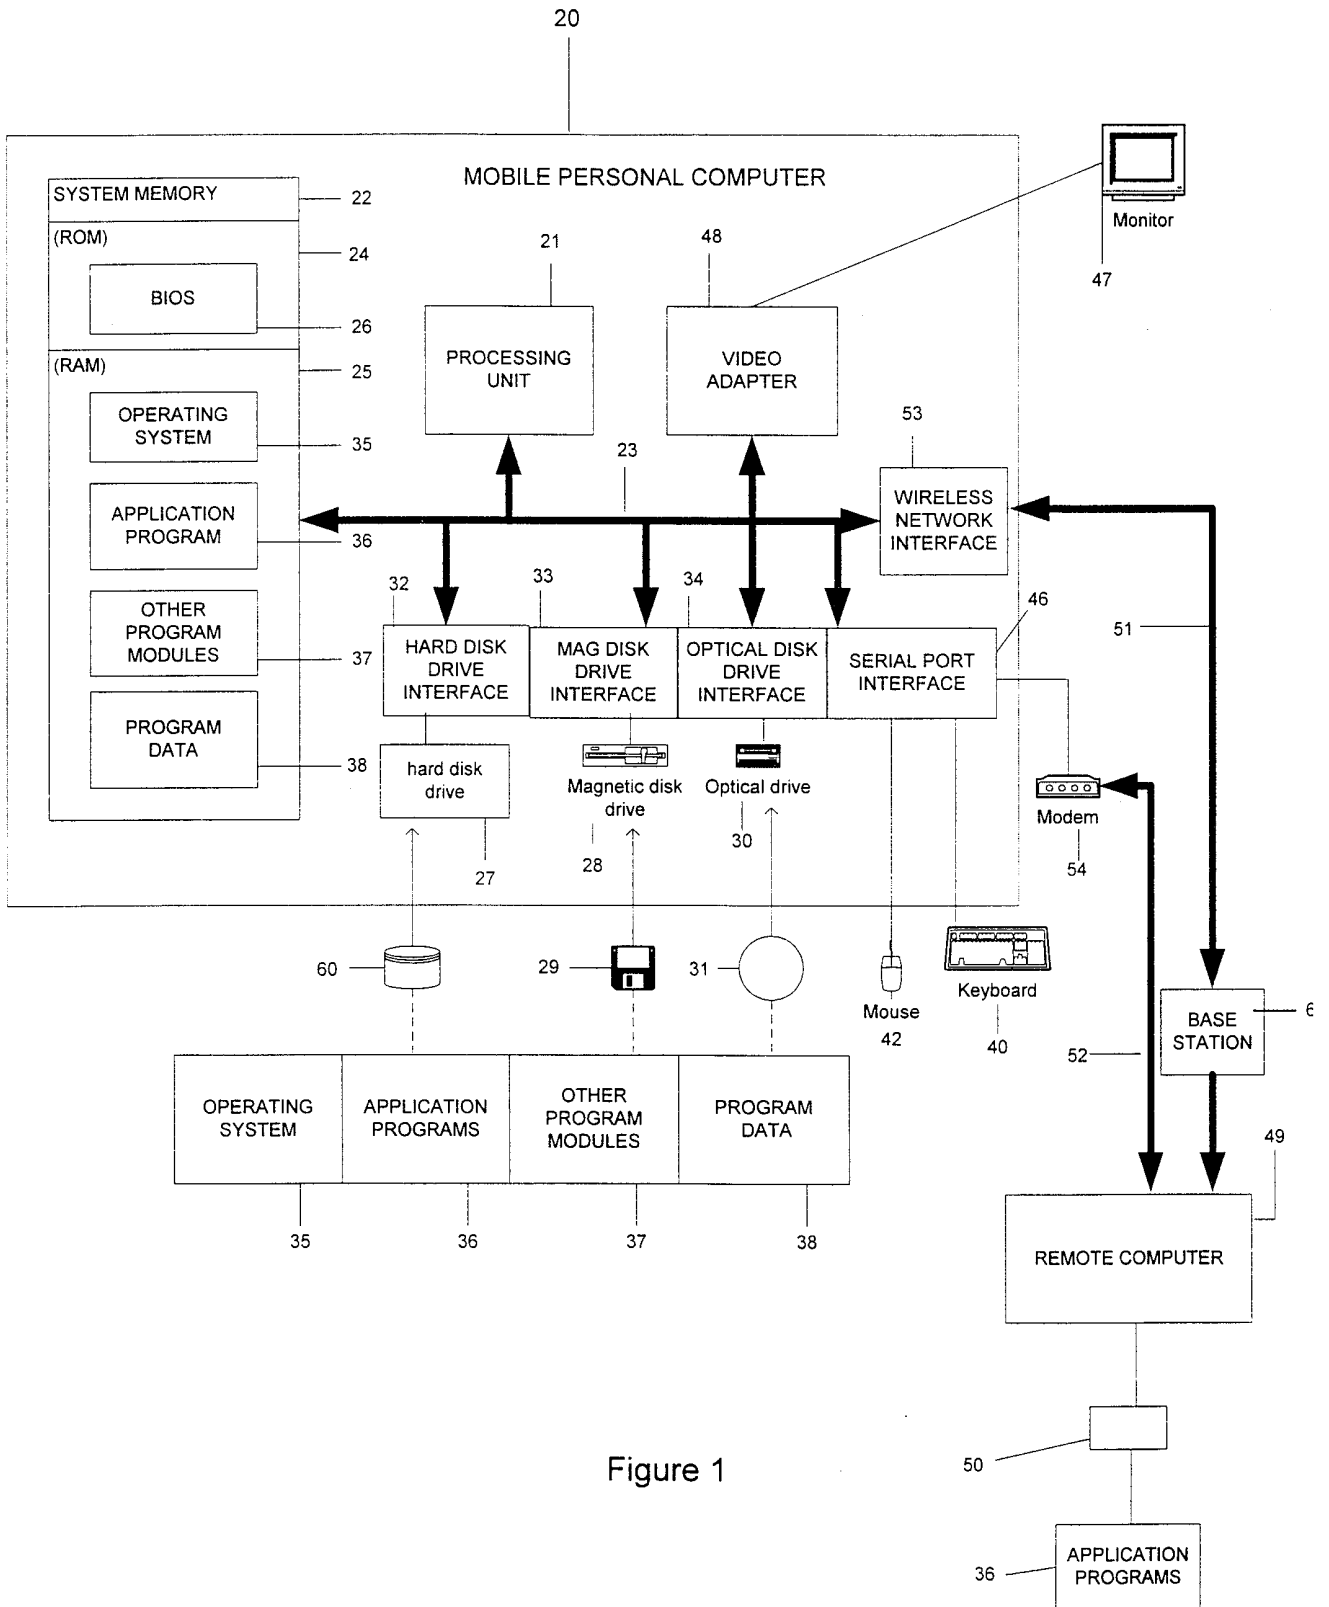 20
MOBILE PERSONAL COMPUTER
SYSTEM MEMORY
22
(ROM)
24
BIOS
26
(RAM)
25
OPERATING
SYSTEM
35
APPLICATION
PROGRAM
36
OTHER
PROGRAM
MODULES
37
PROGRAM
DATA
38
21
PROCESSING
UNIT
48
VIDEO
ADAPTER
Monitor
47
23
53
WIRELESS
NETWORK
INTERFACE
32
HARD DISK
DRIVE
INTERFACE
33
MAG DISK
DRIVE
INTERFACE
34
OPTICAL DISK
DRIVE
INTERFACE
46
SERIAL PORT
INTERFACE
51
hard disk
drive
27
Magnetic disk
drive
28
Optical drive
30
Modem
54
60
29
31
Mouse
42
Keyboard
40
52
BASE
STATION
OPERATING
SYSTEM
35
APPLICATION
PROGRAMS
36
OTHER
PROGRAM
MODULES
37
PROGRAM
DATA
38
49
REMOTE COMPUTER
50
36
APPLICATION
PROGRAMS
Figure 1